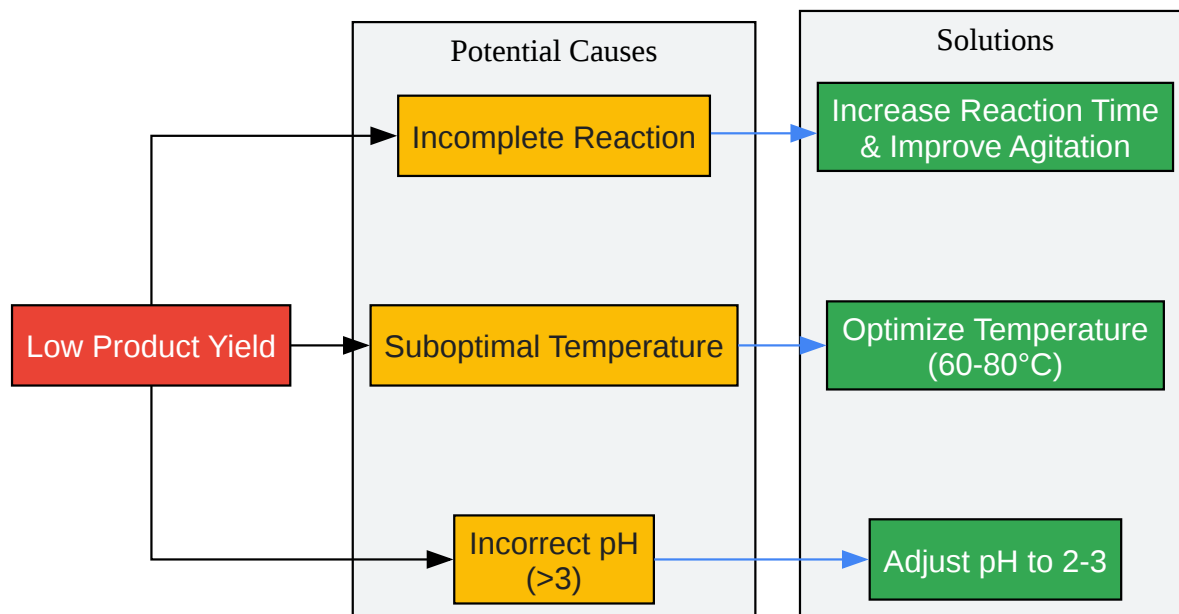 Potential Causes
Solutions
Incomplete Reaction
Increase Reaction Time
& Improve Agitation
Low Product Yield
Suboptimal Temperature
Optimize Temperature
(60-80°C)
Incorrect pH
(>3)
Adjust pH to 2-3